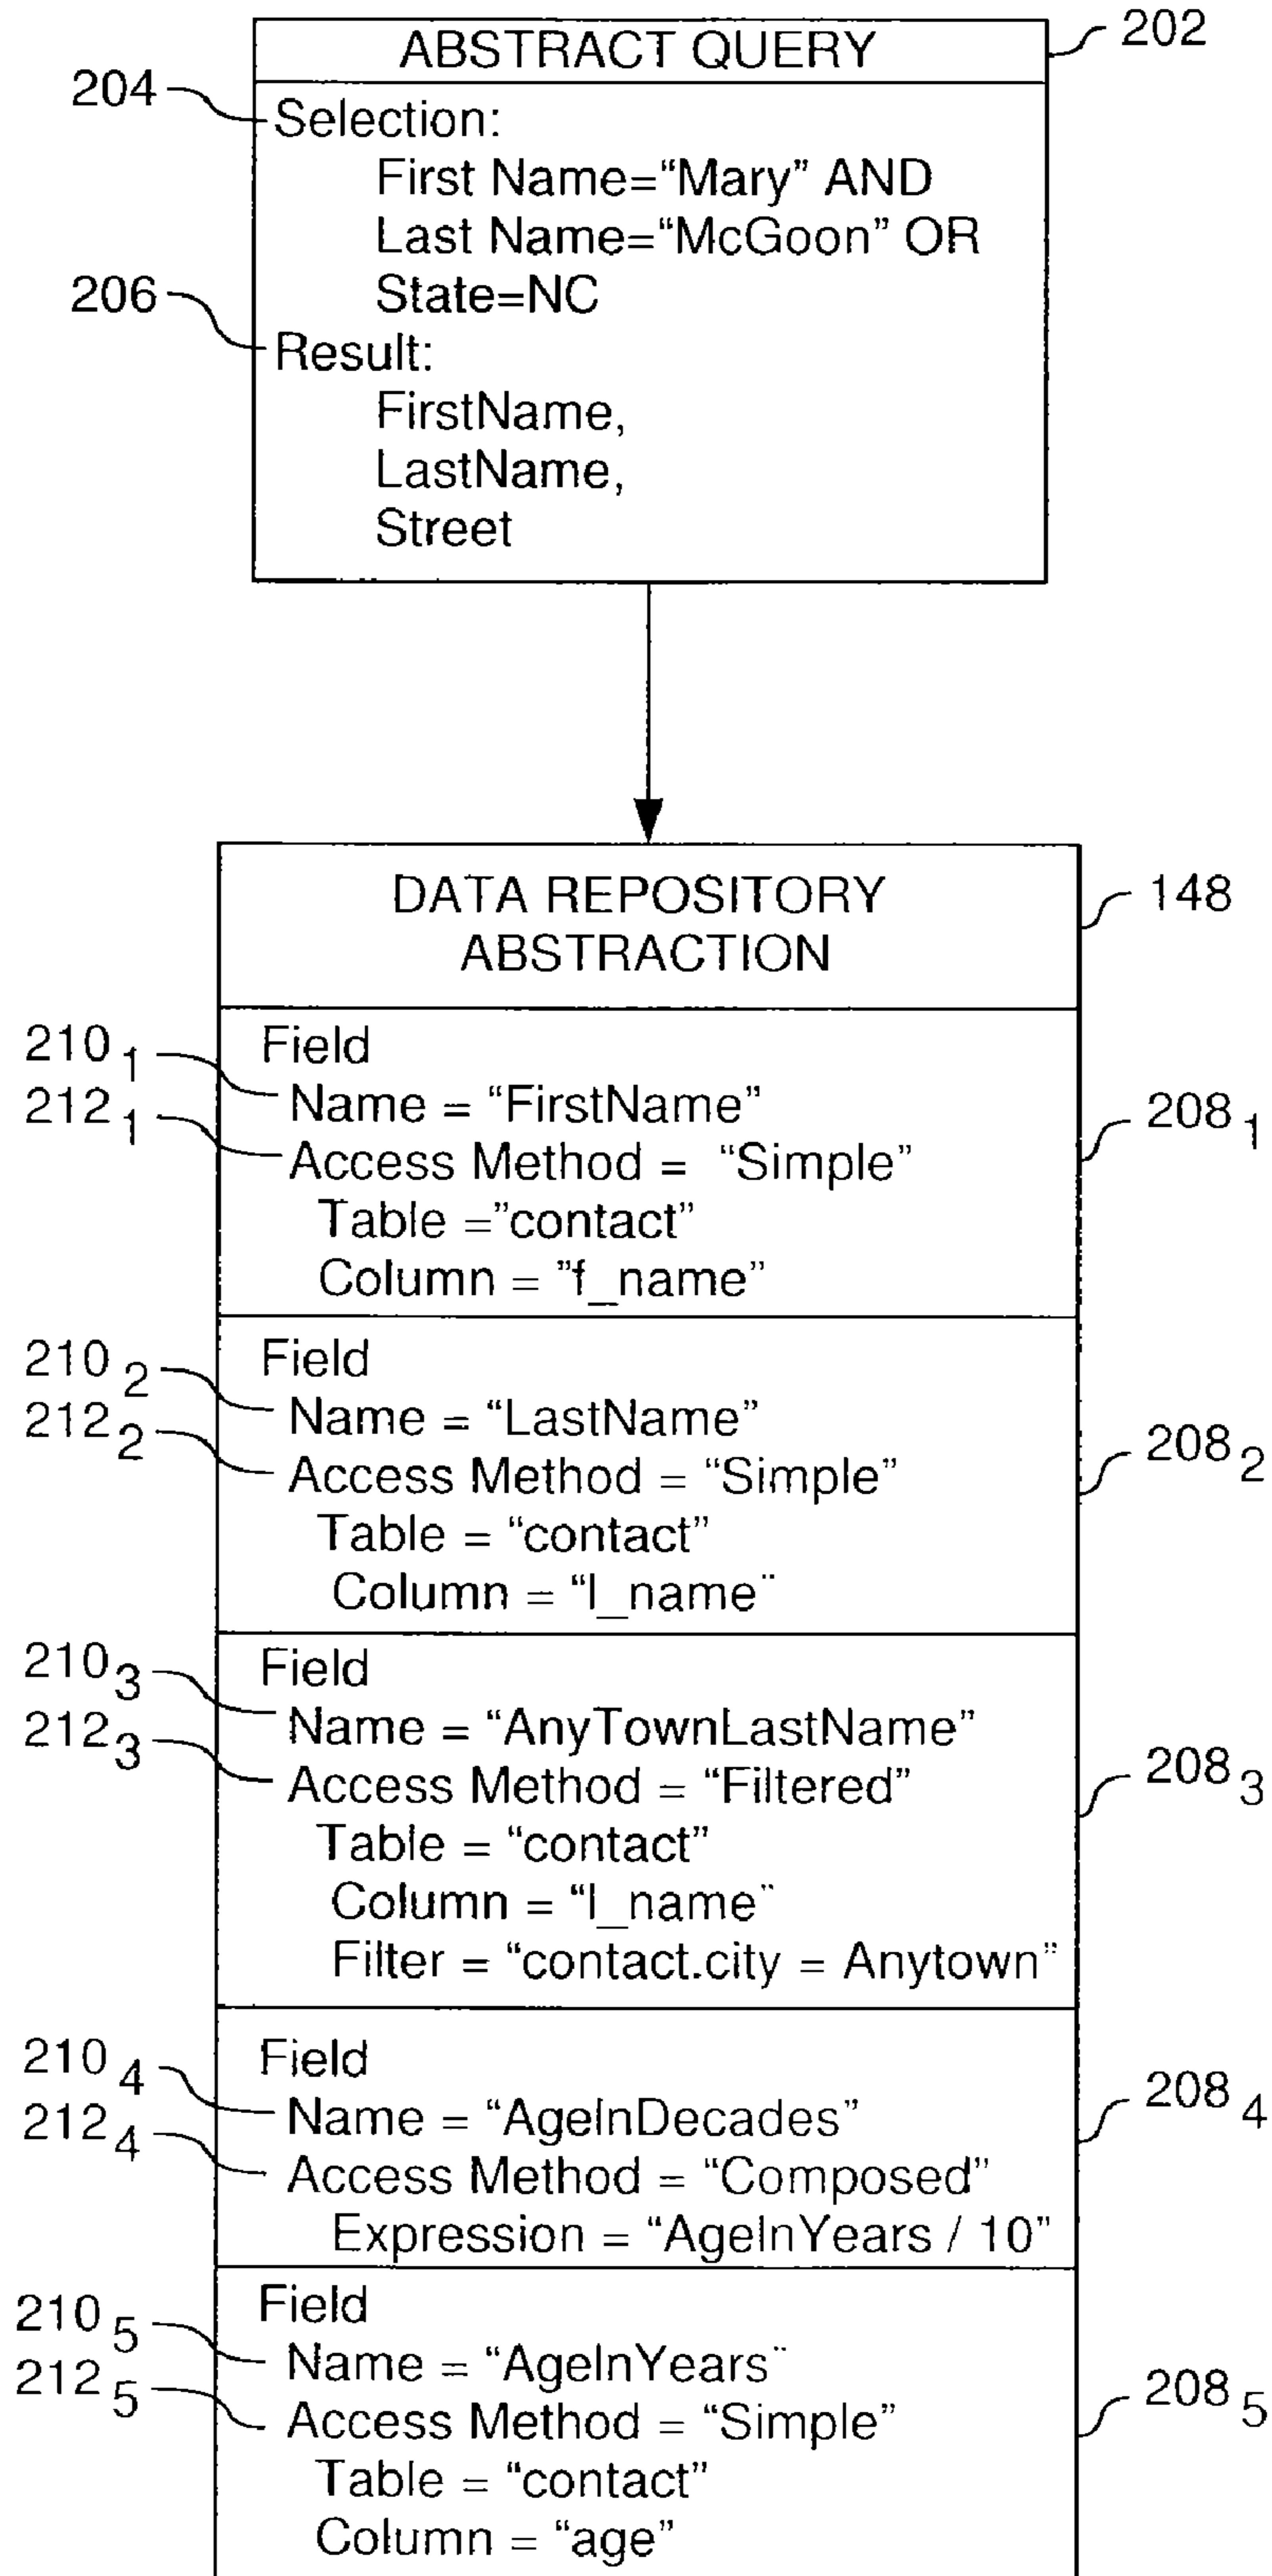 ABSTRACT QUERY
202
204
Selection:
First Name=“Mary” AND
Last Name=“McGoon” OR
State=NC
206
Result:
FirstName,
LastName,
Street
DATA REPOSITORY
ABSTRACTION
148
210 1
Field
Name = “FirstName”
212 1
Access Method = “Simple”
208 1
Table =”contact”
Column = ”f_name”
210 2
Field
Name = “LastName”
212 2
Access Method = “Simple”
208 2
Table = “contact”
Column = “l_name”
210 3
Field
Name = “AnyTownLastName”
212 3
Access Method = “Filtered”
208 3
Table = “contact”
Column = “l_name”
Filter = “contact.city = Anytown”
210 4
Field
Name = “AgeInDecades”
212 4
Access Method = “Composed”
208 4
Expression = “AgeInYears / 10”
210 5
Field
Name = “AgeInYears”
212 5
Access Method = “Simple”
208 5
Table = “contact”
Column = “age”